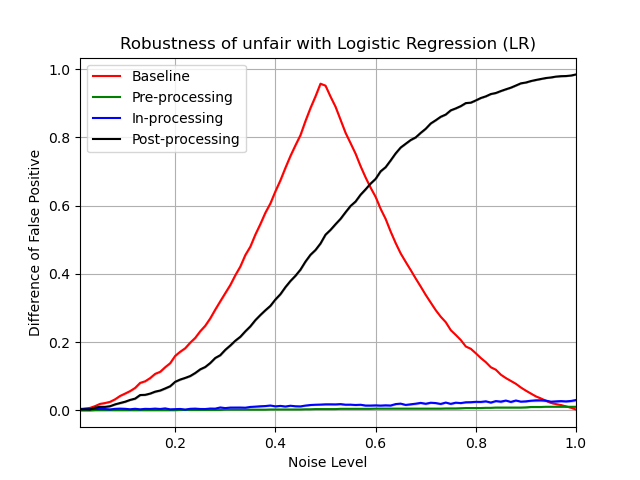 Robustness of unfair with Logistic Regression (LR)
Baseline
Pre-processing
In-processing
Post-processing
Difference of False Positive
1.0
0.8
0.6
0.4
0.2
0.0
0.2 0.4 0.6 0.8 1.0
Noise Level